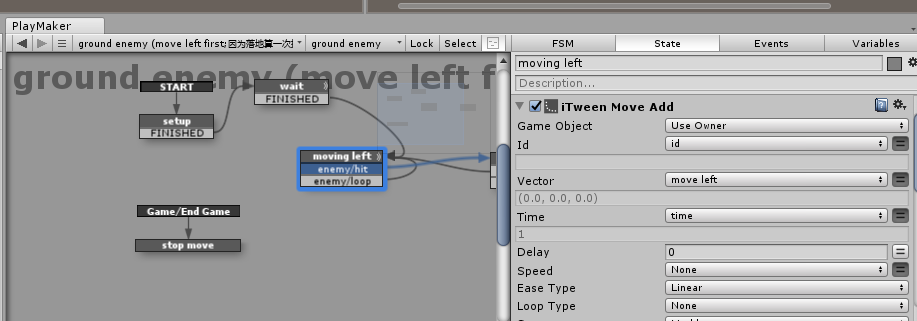 PlayMaker
ground enemy (move left first;因为落地算一次
ground enemy
Lock
Select
ground enemy (move left f
START
setup
FINISHED
wait
FINISHED
moving left
enemy/hit
enemy/loop
Game/End Game
stop move
FSM
State
Events
Variables
moving left
Description...
iTween Move Add
Game Object
Use Owner
Id
id
Vector
move left
(0.0, 0.0, 0.0)
Time
time
1
Delay
0
Speed
None
Ease Type
Linear
Loop Type
None